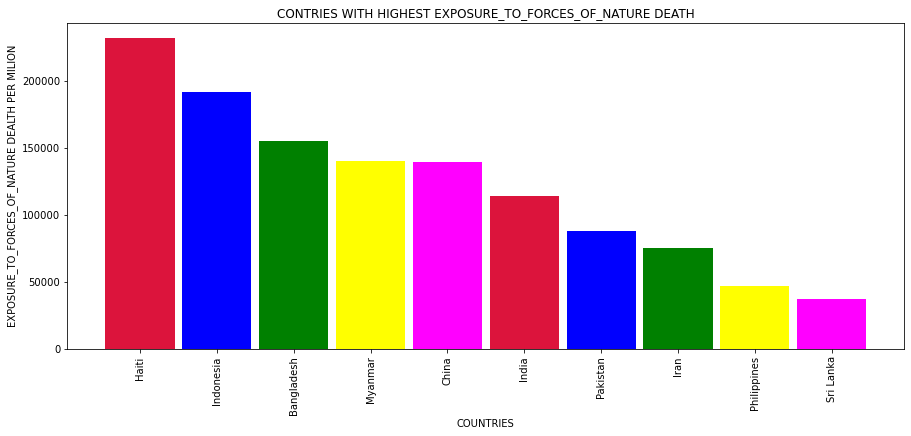 CONTRIES WITH HIGHEST EXPOSURE_TO_FORCES_OF_NATURE DEATH
EXPOSURE_TO_FORCES_OF_NATURE DEALTH PER MILION
200000
150000
100000
50000
0
Haiti
Indonesia
Bangladesh
Myanmar
China
India
Pakistan
Iran
Philippines
Sri Lanka
COUNTRIES